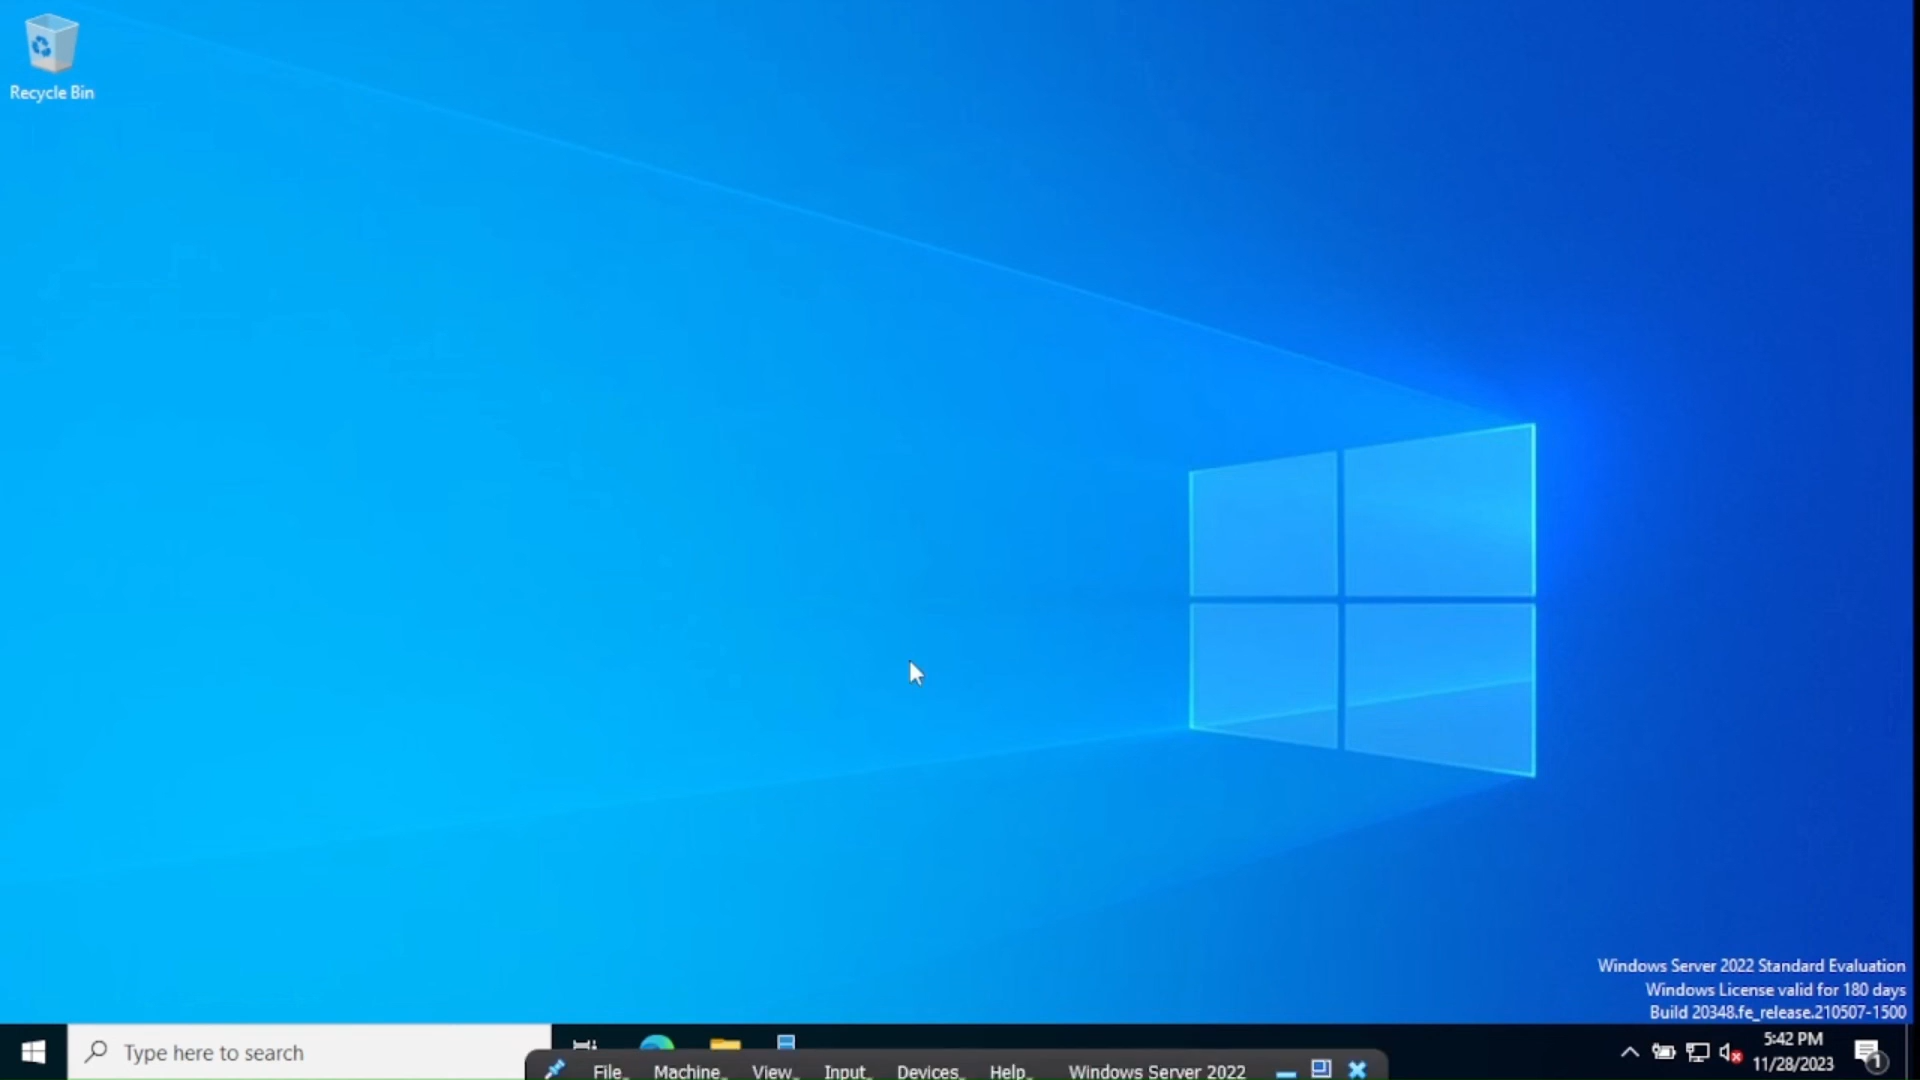 Recycle Bin
Windows Server 2022 Standard Evaluation
Windows License valid for 180 days
Build 20348.fe_release.210507-1500
Type here to search
File
Machine
View
Input
Devices
Help
Windows Server 2022
5:42 PM
11/28/2023
1